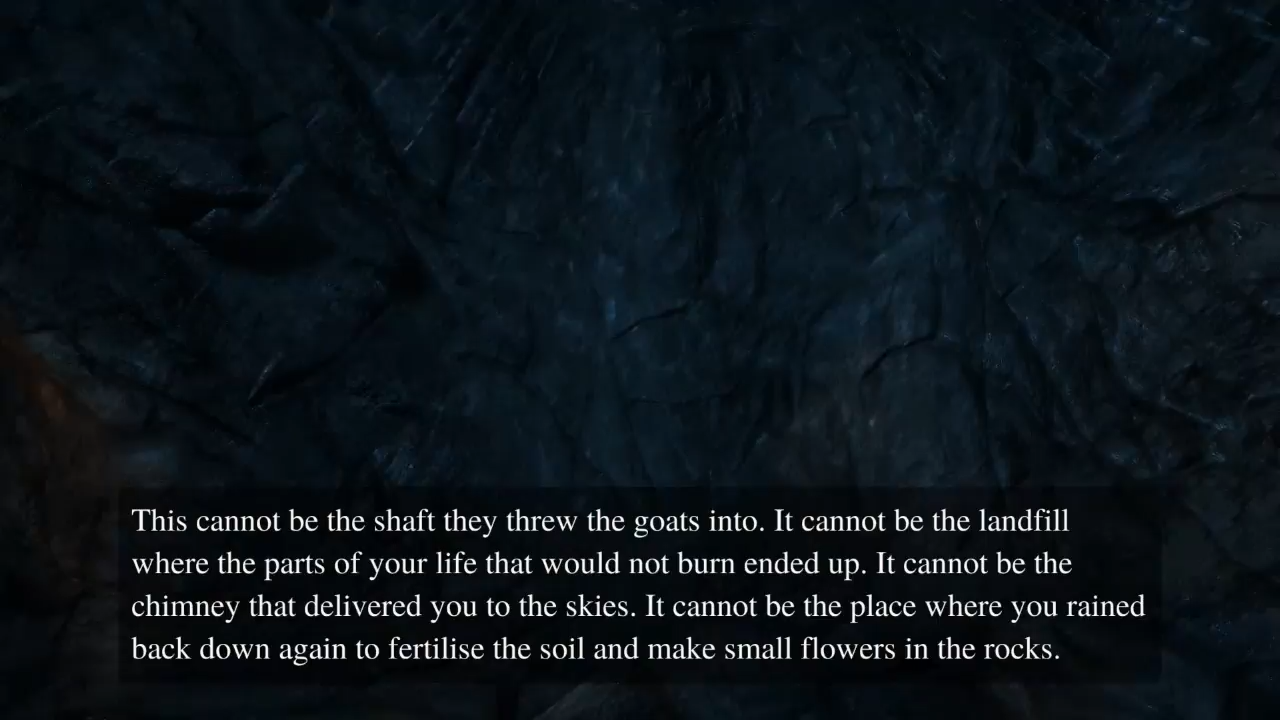 This cannot be the shaft they threw the goats into. It cannot be the landfill
where the parts of your life that would not burn ended up. It cannot be the
chimney that delivered you to the skies. It cannot be the place where you rained
back down again to fertilise the soil and make small flowers in the rocks.